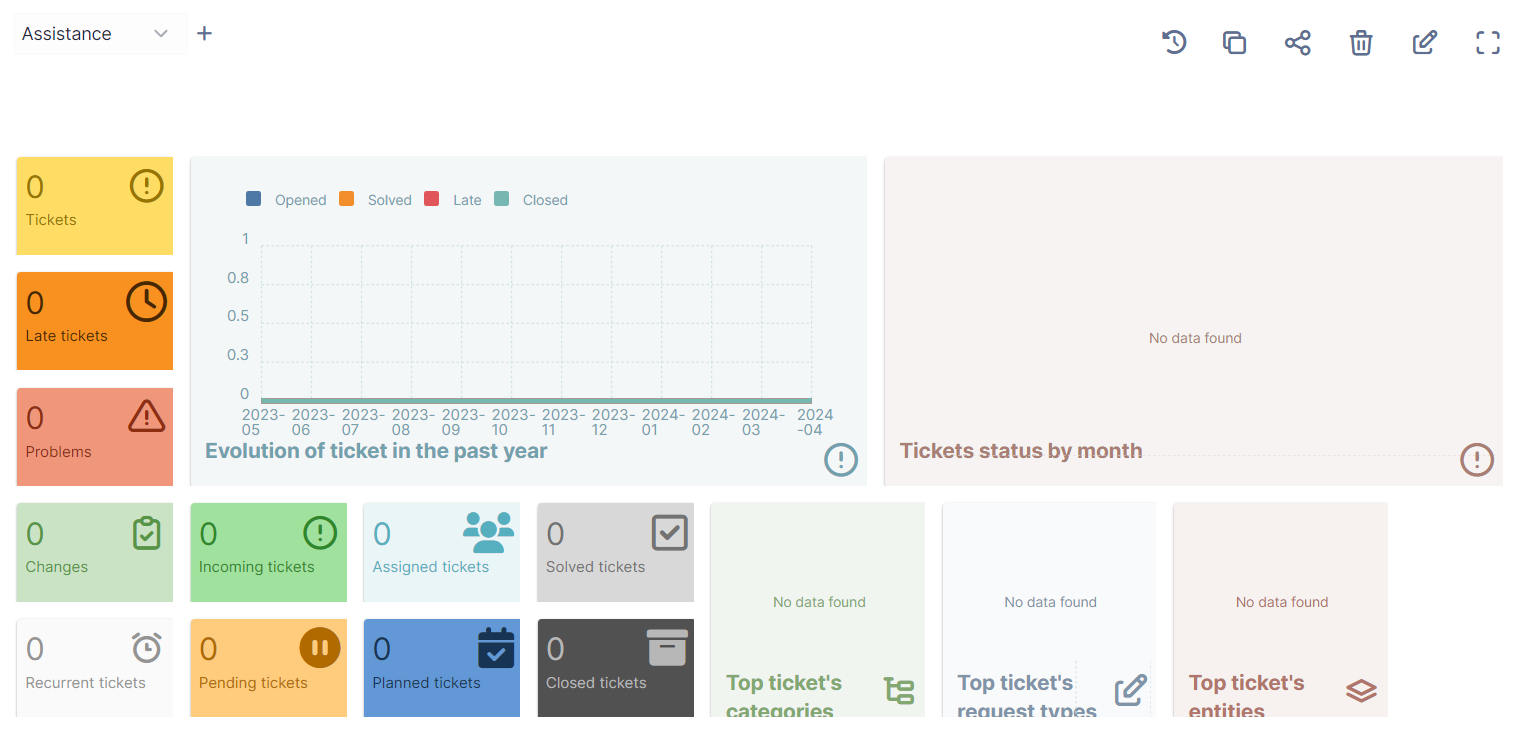 Assistance
0
Tickets
0
Late tickets
0
Problems
Opened Solved Late Closed
1
0.8
0.5
0.3
0
2023- 2023- 2023- 2023- 2023- 2023- 2023- 2023- 2024- 2024- 2024- 2024
05 06 07 08 09 10 11 12 01 02 03 -04
Evolution of ticket in the past year
No data found
Tickets status by month
0
Changes
0
Incoming tickets
0
Assigned tickets
0
Solved tickets
0
Recurrent tickets
0
Pending tickets
0
Planned tickets
0
Closed tickets
No data found
Top ticket's
categories
No data found
Top ticket's
request types
No data found
Top ticket's
entities